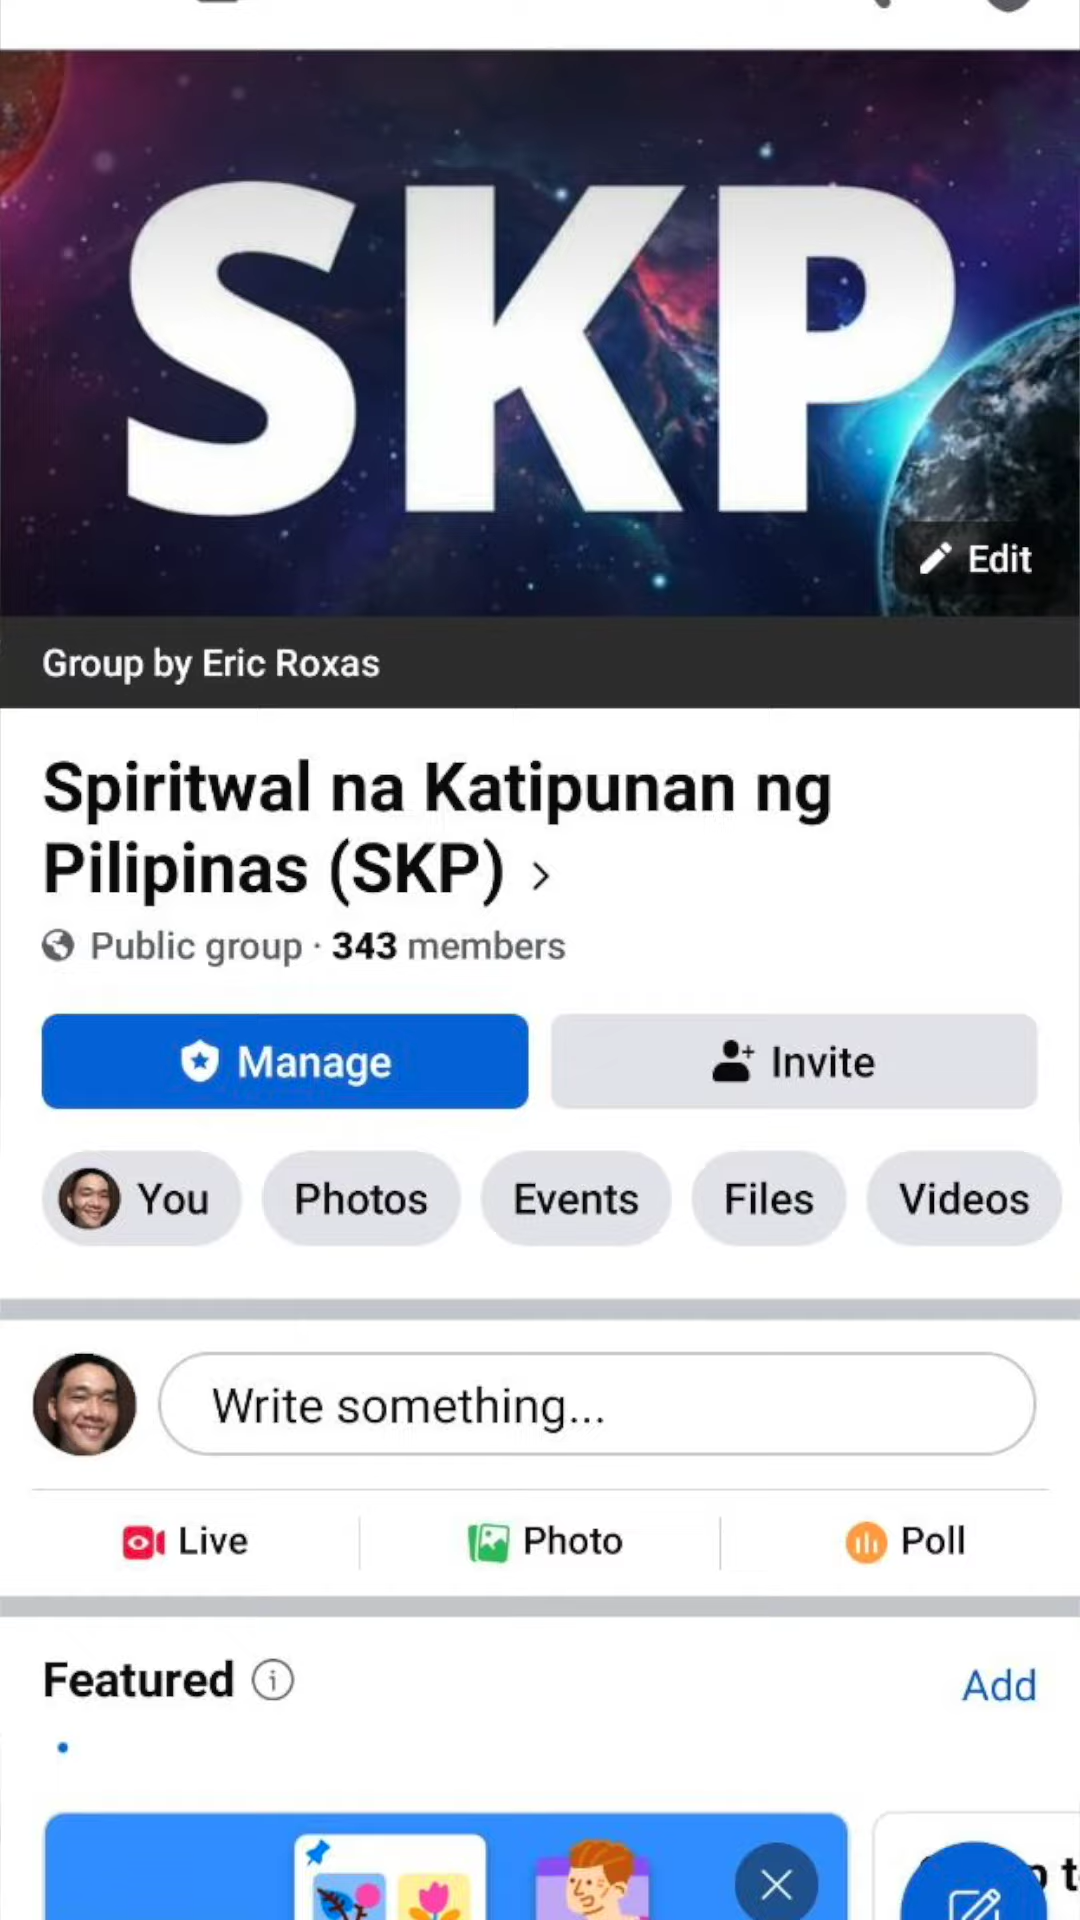 SKP
Edit
Group by Eric Roxas
Spiritwal na Katipunan ng
Pilipinas (SKP)
Public group · 343 members
Manage
Invite
You
Photos
Events
Files
Videos
Write something...
Live
Photo
Poll
Featured
Add